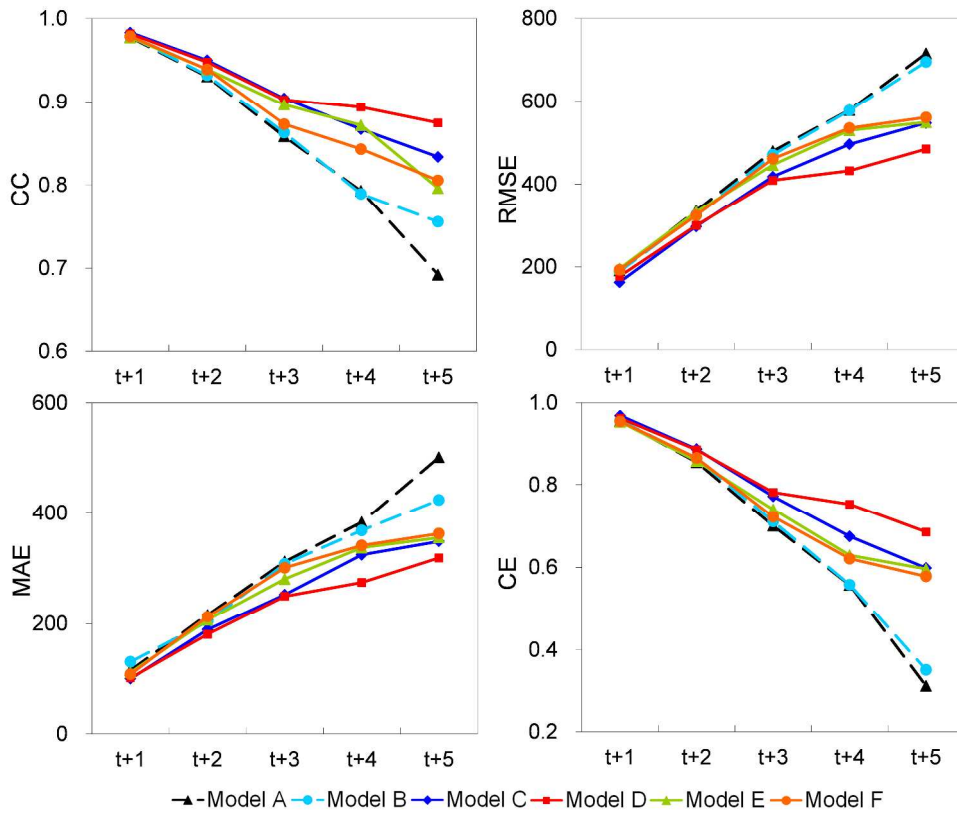 CC
1.0
0.9
0.8
0.7
0.6
t+1 t+2 t+3 t+4 t+5
RMSE
800
600
400
200
0
t+1 t+2 t+3 t+4 t+5
MAE
600
400
200
0
t+1 t+2 t+3 t+4 t+5
CE
1.0
0.8
0.6
0.4
0.2
t+1 t+2 t+3 t+4 t+5
Model A Model B Model C Model D Model E Model F